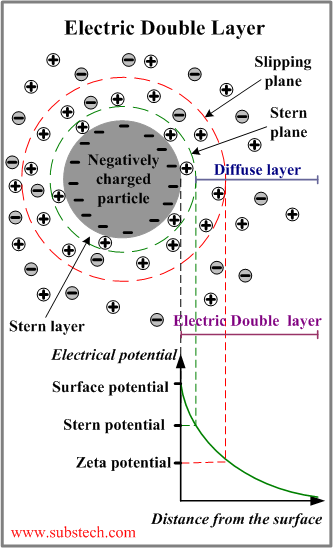 Electric Double Layer
Slipping
plane
Stern
plane
Negatively
charged
particle
Diffuse layer
Stern layer
Electric Double layer
Electrical potential
Surface potential
Stern potential
Zeta potential
Distance from the surface
www.substech.com